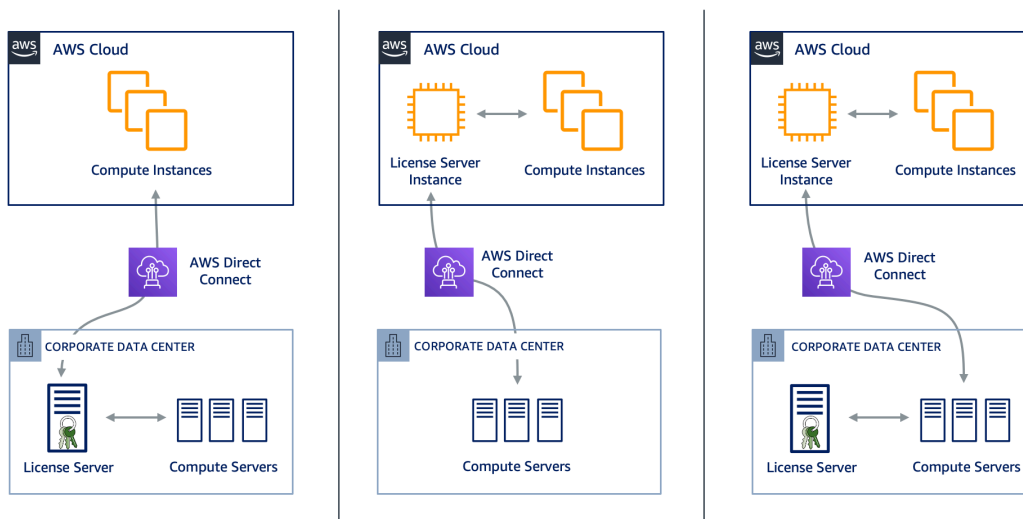 aws
AWS Cloud
Compute Instances
AWS Direct
Connect
CORPORATE DATA CENTER
License Server
Compute Servers
aws
AWS Cloud
License Server
Instance
Compute Instances
AWS Direct
Connect
CORPORATE DATA CENTER
Compute Servers
aws
AWS Cloud
License Server
Instance
Compute Instances
AWS Direct
Connect
CORPORATE DATA CENTER
License Server
Compute Servers